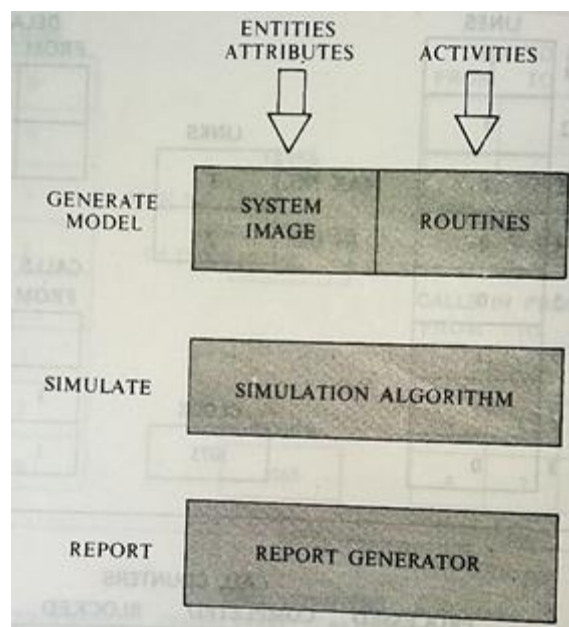 ENTITIES
ATTRIBUTES
ACTIVITIES
GENERATE
MODEL
SYSTEM
IMAGE
ROUTINES
SIMULATE
SIMULATION ALGORITHM
REPORT
REPORT GENERATOR